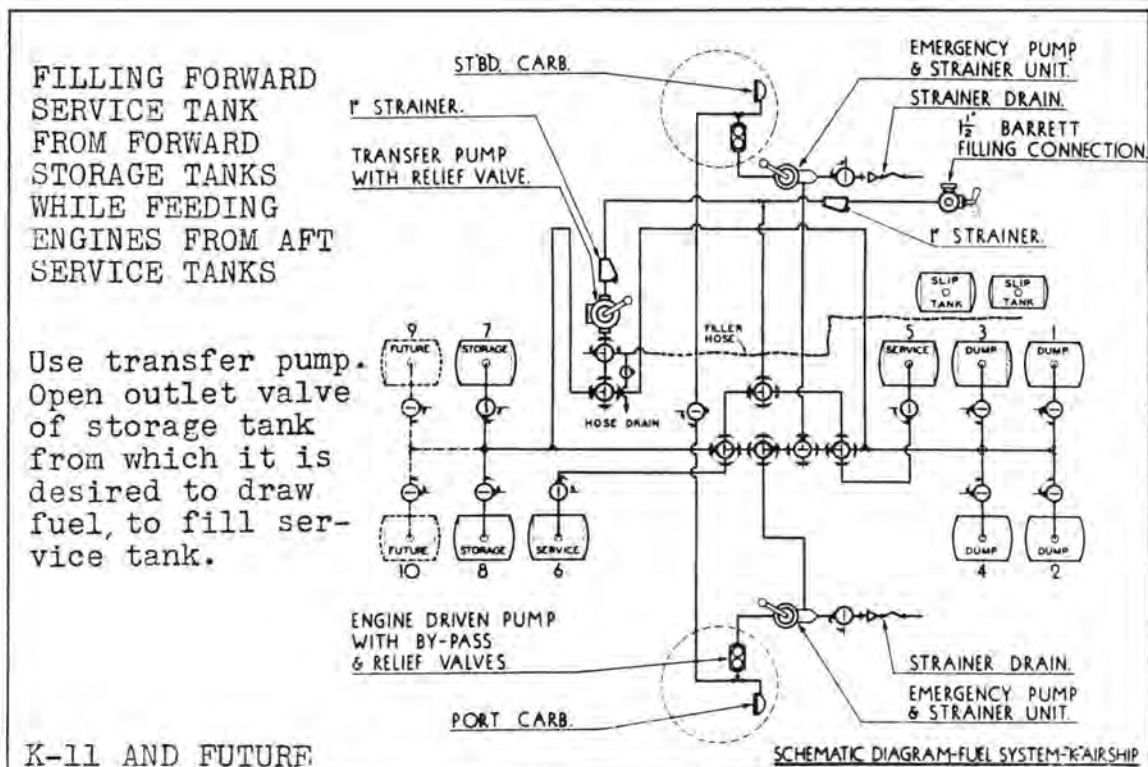 FILLING FORWARD
SERVICE TANK
FROM FORWARD
STORAGE TANKS
WHILE FEEDING
ENGINES FROM AFT
SERVICE TANKS
Use transfer pump.
Open outlet valve
of storage tank
from which it is
desired to draw
fuel, to fill ser-
vice tank.
K-11 AND FUTURE
ST'BD. CARB.
1" STRAINER.
TRANSFER PUMP
WITH RELIEF VALVE.
EMERGENCY PUMP
& STRAINER UNIT.
STRAINER DRAIN.
1 1/2" BARRETT
FILLING CONNECTION.
1" STRAINER.
SLIP
TANK
SLIP
TANK
FILLER
HOSE
HOSE DRAIN
9
FUTURE
7
STORAGE
5
SERVICE
3
DUMP
1
DUMP
FUTURE
10
STORAGE
8
SERVICE
6
DUMP
4
DUMP
2
ENGINE DRIVEN PUMP
WITH BY-PASS
& RELIEF VALVES
PORT CARB.
STRAINER DRAIN.
EMERGENCY PUMP
& STRAINER UNIT.
SCHEMATIC DIAGRAM-FUEL SYSTEM-"K"AIRSHIP